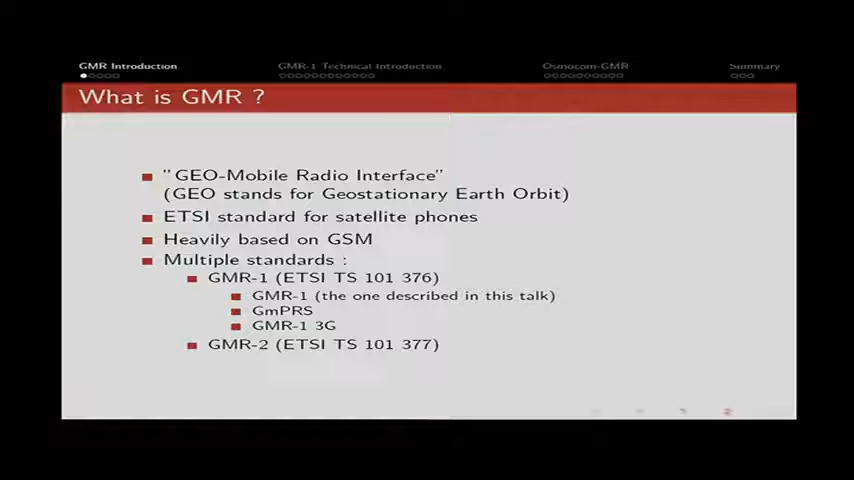 GMR Introduction
GMR-1 Technical Introduction
Osmocom-GMR
Summary
What is GMR ?
"GEO-Mobile Radio Interface"
(GEO stands for Geostationary Earth Orbit)
ETSI standard for satellite phones
Heavily based on GSM
Multiple standards :
GMR-1 (ETSI TS 101 376)
GMR-1 (the one described in this talk)
GmPRS
GMR-1 3G
GMR-2 (ETSI TS 101 377)